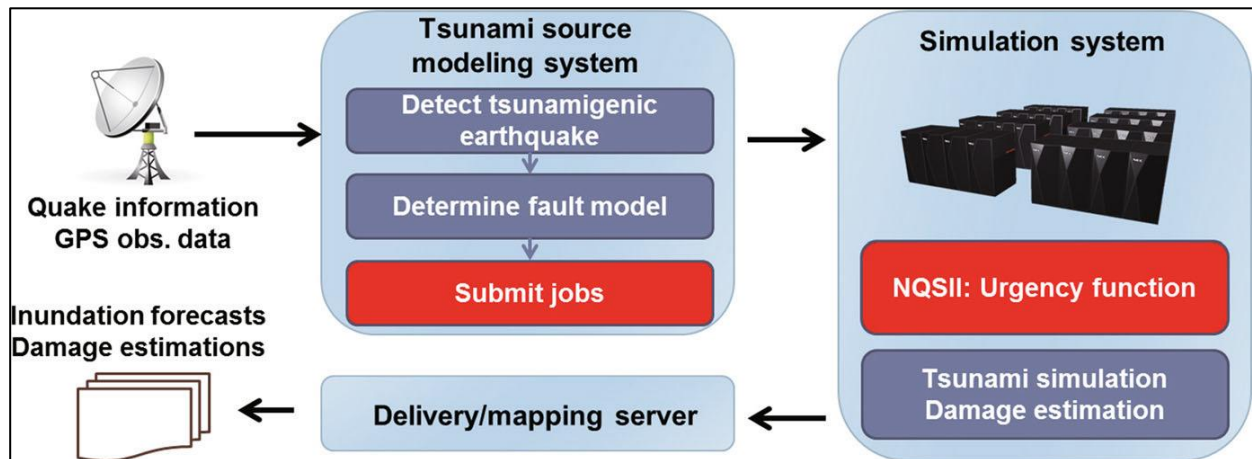 Quake information
GPS obs. data
Tsunami source
modeling system
Detect tsunamigenic
earthquake
Determine fault model
Submit jobs
Simulation system
NQSII: Urgency function
Tsunami simulation
Damage estimation
Delivery/mapping server
Inundation forecasts
Damage estimations